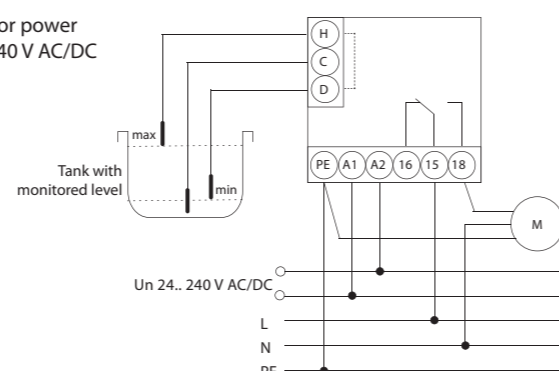 or power
40 V AC/DC
H
C
D
max
Tank with
monitored level
min
PE A1 A2 16 15 18
M
Un 24.. 240 V AC/DC
L
N
PE